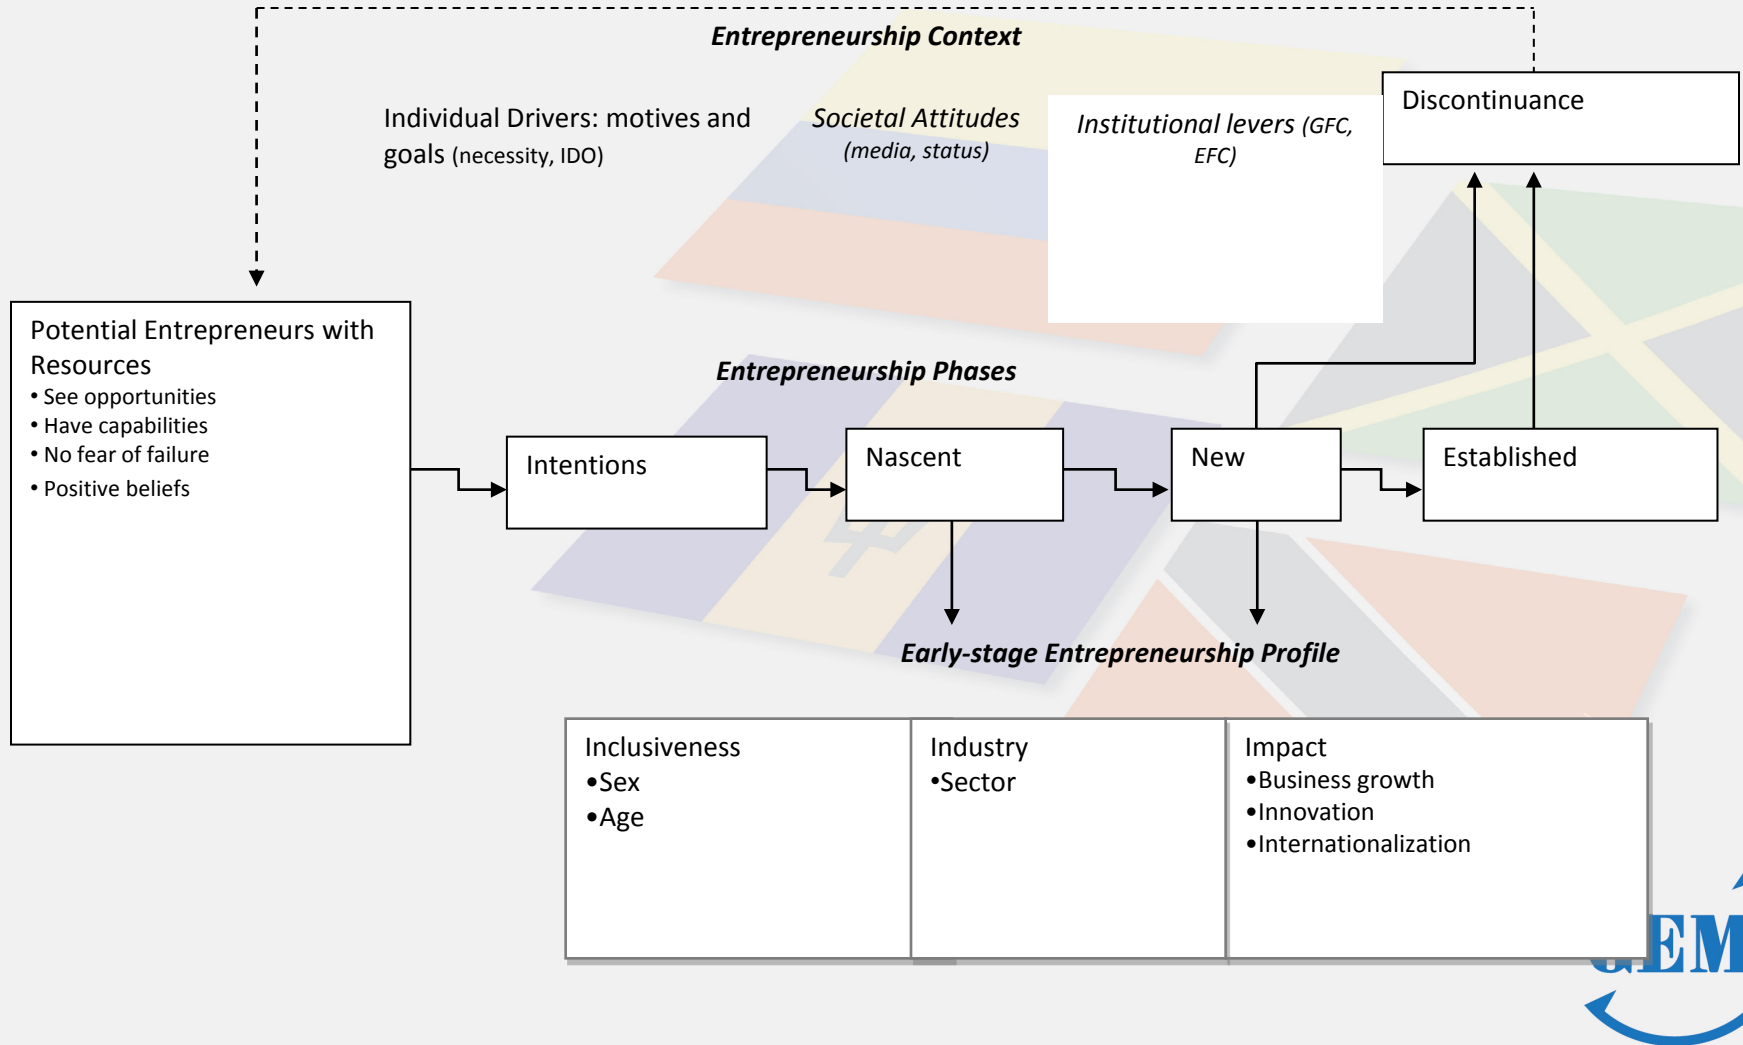 Entrepreneurship Context
Discontinuance
Individual Drivers: motives and
goals (necessity, IDO)
Societal Attitudes
(media, status)
Institutional levers (GFC,
EFC)
Potential Entrepreneurs with
Resources
• See opportunities
• Have capabilities
• No fear of failure
• Positive beliefs
Entrepreneurship Phases
Intentions
Nascent
New
Established
Early-stage Entrepreneurship Profile
Inclusiveness
•Sex
•Age
Industry
•Sector
Impact
•Business growth
•Innovation
•Internationalization
GEM